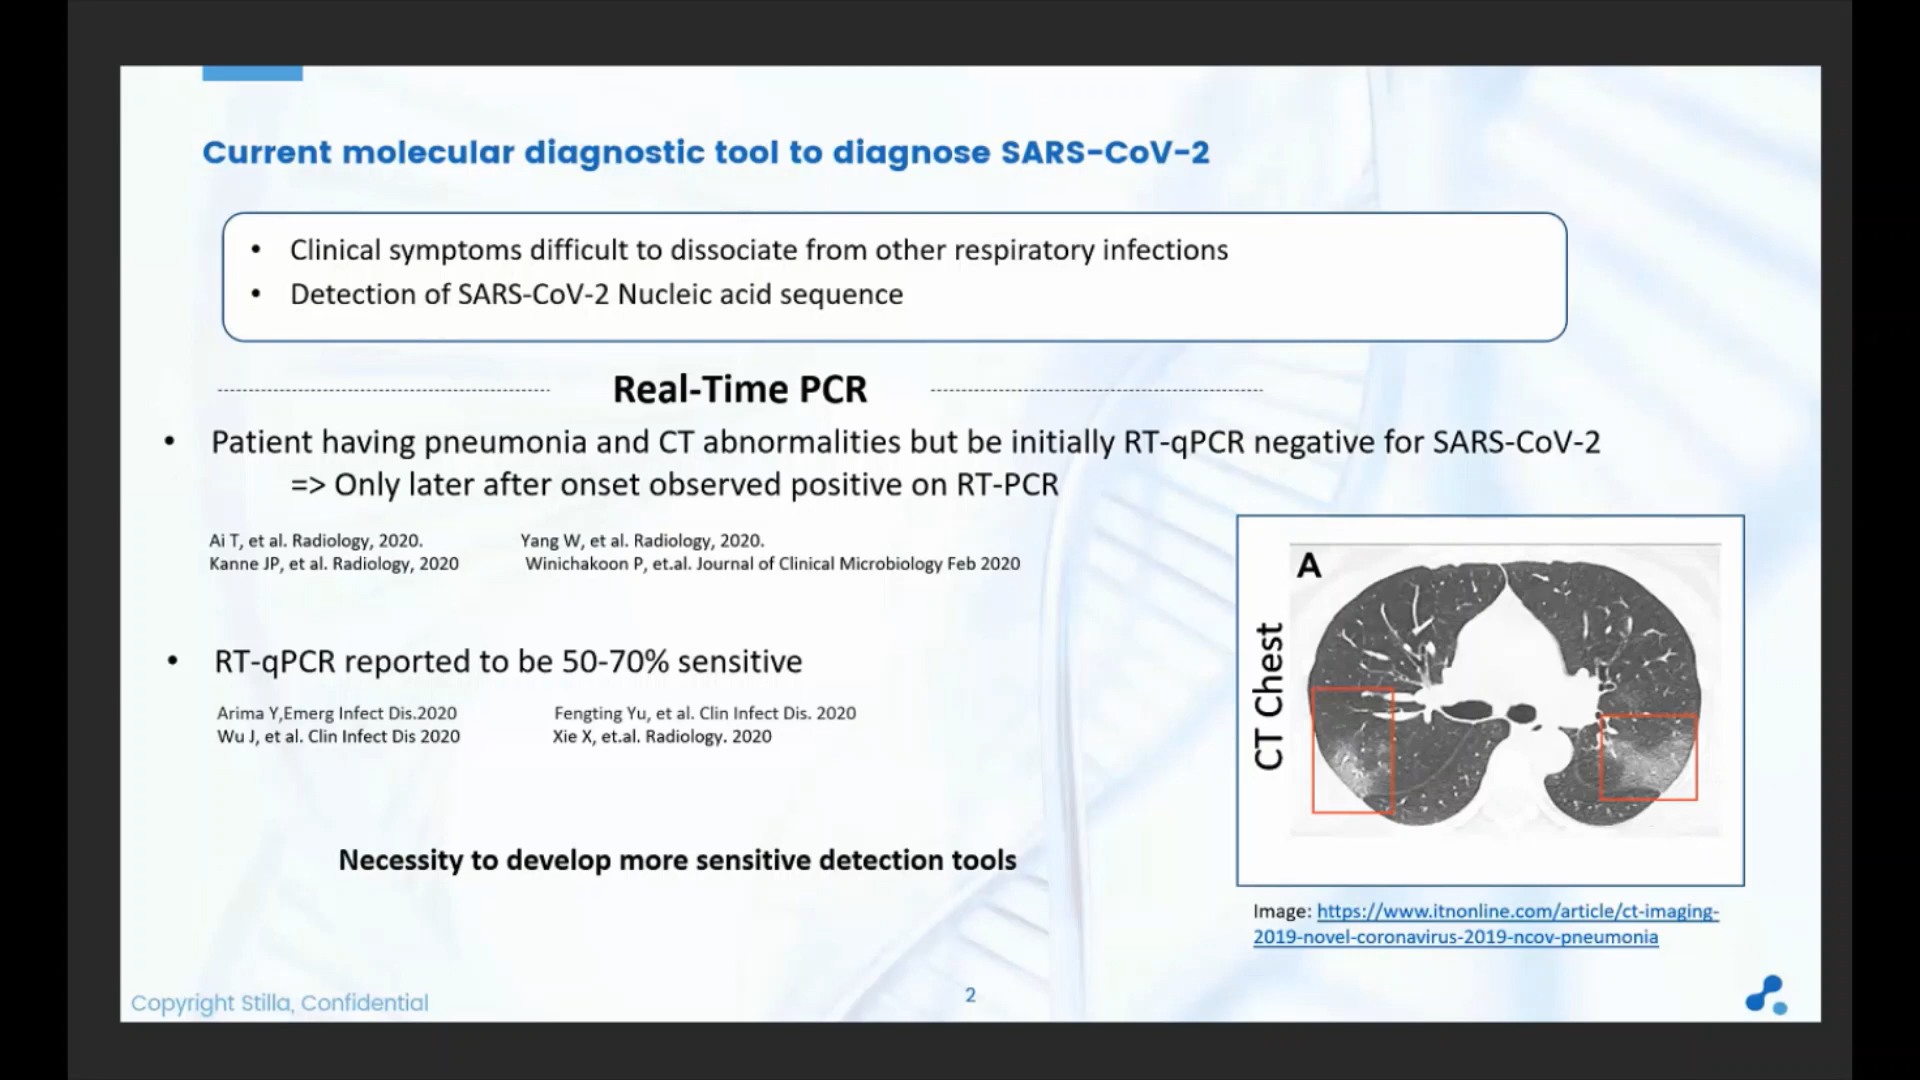 Current molecular diagnostic tool to diagnose SARS-CoV-2
• Clinical symptoms difficult to dissociate from other respiratory infections
• Detection of SARS-CoV-2 Nucleic acid sequence
Real-Time PCR
• Patient having pneumonia and CT abnormalities but be initially RT-qPCR negative for SARS-CoV-2
=> Only later after onset observed positive on RT-PCR
Ai T, et al. Radiology, 2020. Yang W, et al. Radiology, 2020.
Kanne JP, et al. Radiology, 2020 Winichakoon P, et.al. Journal of Clinical Microbiology Feb 2020
• RT-qPCR reported to be 50-70% sensitive
Arima Y,Emerg Infect Dis.2020 Fengting Yu, et al. Clin Infect Dis. 2020
Wu J, et al. Clin Infect Dis 2020 Xie X, et.al. Radiology. 2020
Necessity to develop more sensitive detection tools
A
CT Chest
Image: https://www.itnonline.com/article/ct-imaging-
2019-novel-coronavirus-2019-ncov-pneumonia
Copyright Stilla, Confidential
2